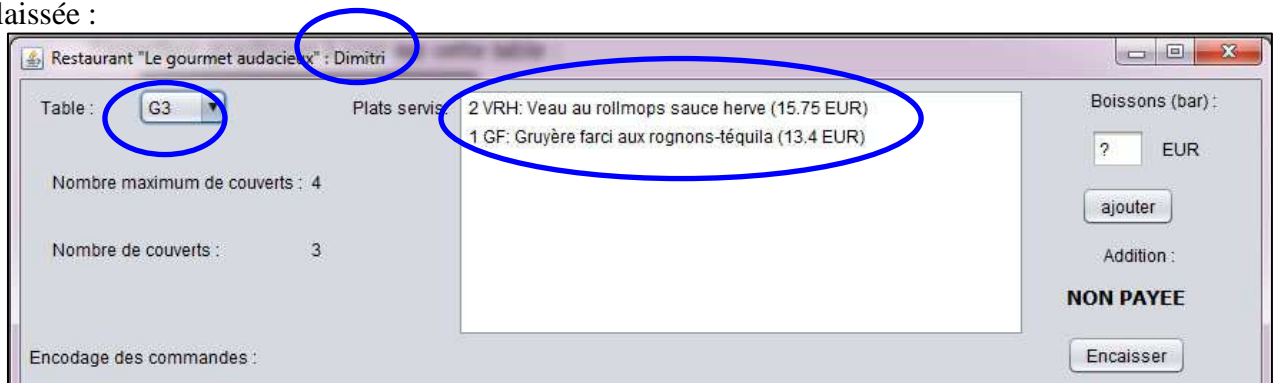 laissée :
Restaurant "Le gourmet audacieux" : Dimitri
Table : G3 Plats servis: 2 VRH: Veau au rollmops sauce herve (15.75 EUR) Boissons (bar) :
1 GF: Gruyère farci aux rognons-téquila (13.4 EUR)
? EUR
Nombre maximum de couverts : 4
ajouter
Nombre de couverts : 3
Addition :
NON PAYEE
Encodage des commandes :
Encaisser